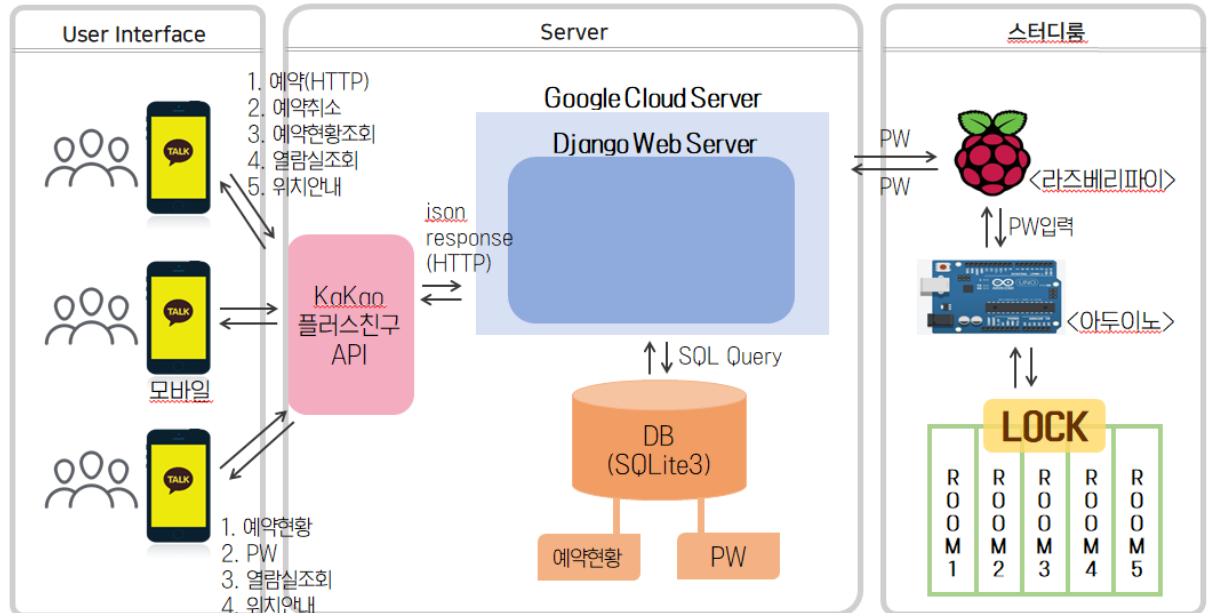 User Interface
Server
스터디룸
1. 예약(HTTP)
2. 예약취소
3. 예약현황조회
4. 열람실조회
5. 위치안내
TALK
TALK
모바일
TALK
1. 예약현황
2. PW
3. 열람실조회
4. 위치안내
KaKao
플러스친구
API
json
response
(HTTP)
Google Cloud Server
Django Web Server
SQL Query
DB
(SQLite3)
예약현황
PW
PW
PW
<라즈베리파이>
PW입력
UNO
<아두이노>
LOCK
ROOM1
ROOM2
ROOM3
ROOM4
ROOM5